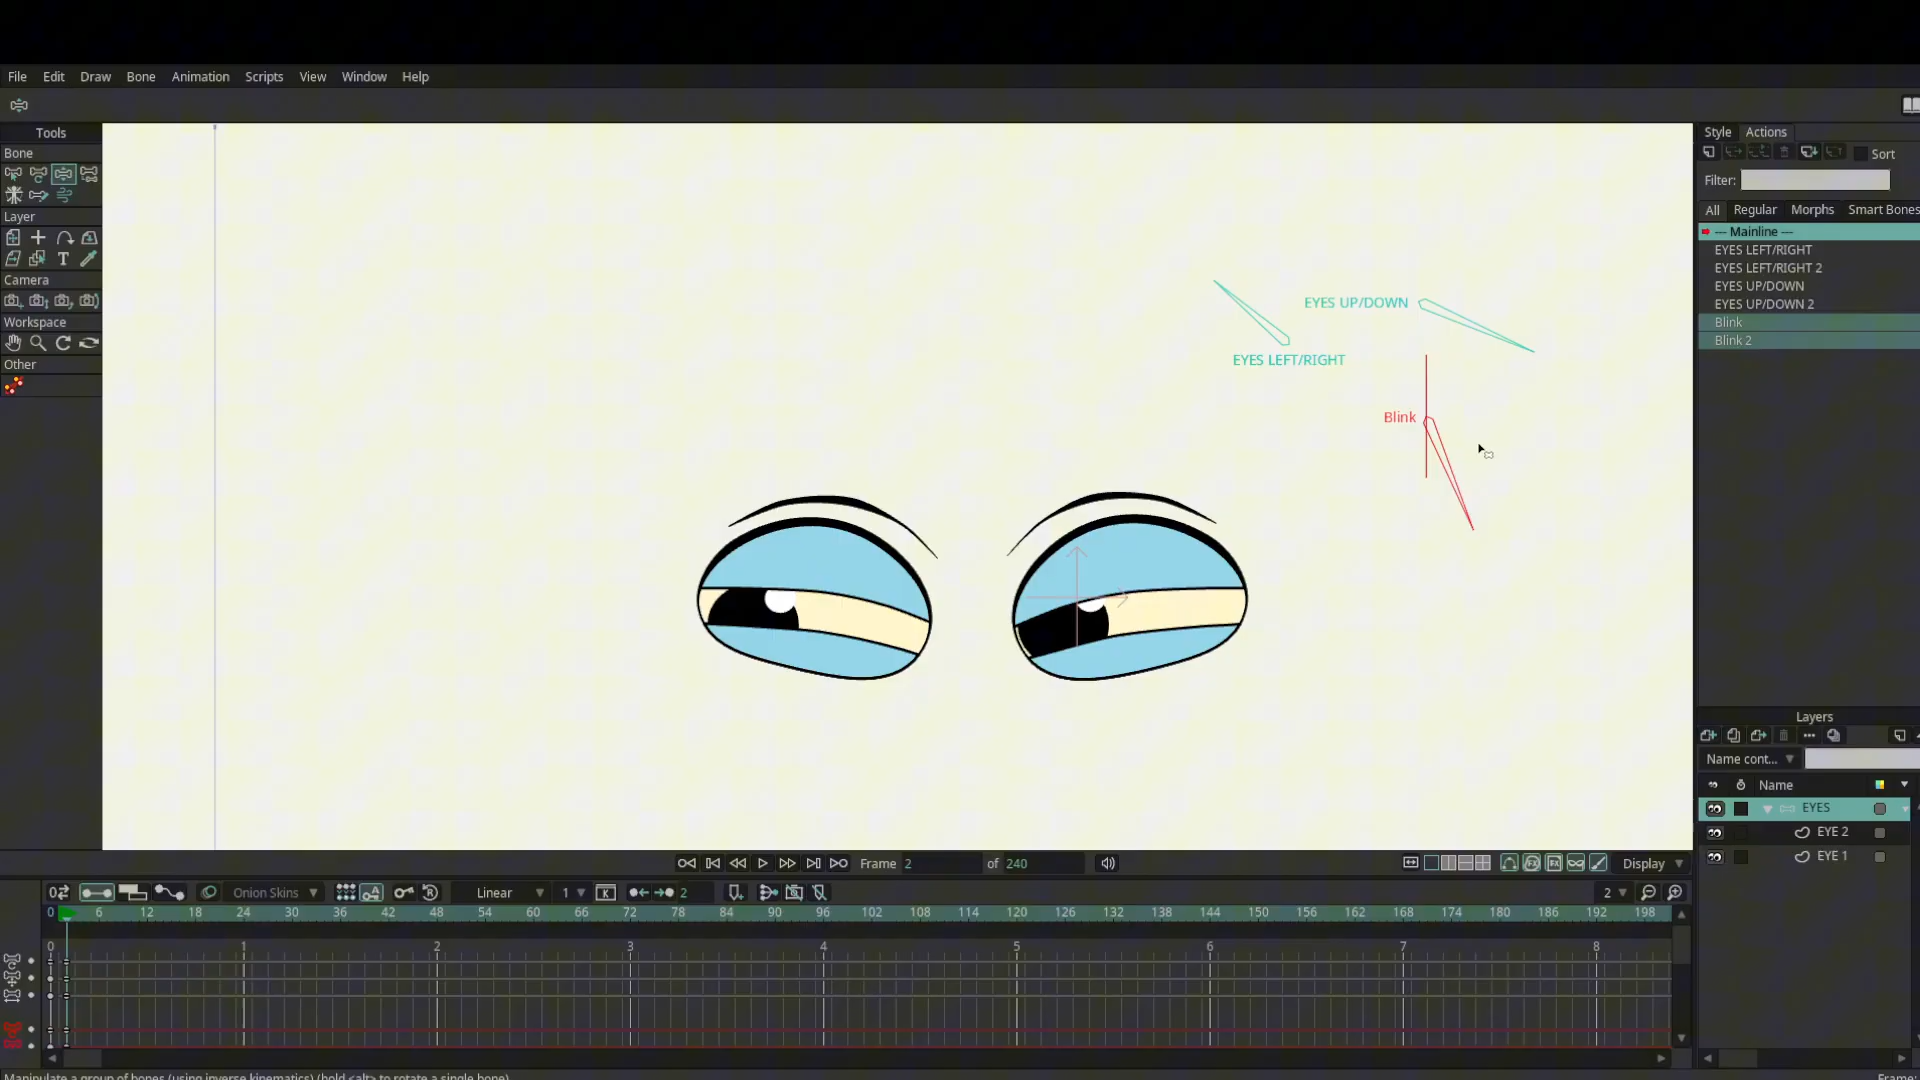 File Edit Draw Bone Animation Scripts View Window Help
Tools
Style Actions
Bone
Sort
Filter:
All Regular Morphs Smart Bones
Layer
--- Mainline ---
EYES LEFT/RIGHT
EYES LEFT/RIGHT 2
EYES UP/DOWN
EYES UP/DOWN 2
Blink
Blink 2
Camera
Workspace
Other
EYES UP/DOWN
EYES LEFT/RIGHT
Blink
Layers
Name cont...
Name
EYES
EYE 2
EYE 1
Frame 2 of 240
Display
Onion Skins Linear 1 2 2
0 6 12 18 24 30 36 42 48 54 60 66 72 78 84 90 96 102 108 114 120 126 132 138 144 150 156 162 168 174 180 186 192 198
0 1 2 3 4 5 6 7 8
Manipulate a group of bones (using inverse kinematics) (hold <alt> to rotate a single bone)
Frame: